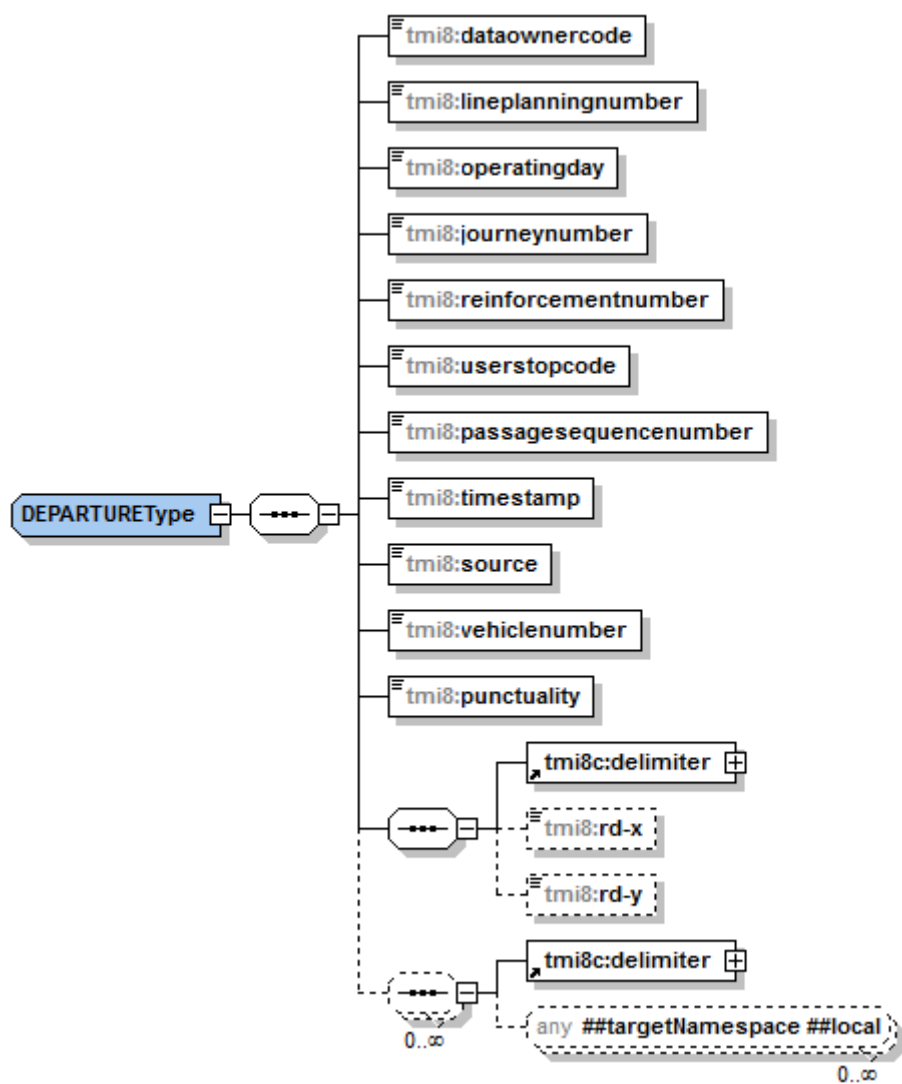 tmi8:dataownercode
tmi8:lineplanningnumber
tmi8:operatingday
tmi8:journeynumber
tmi8:reinforcementnumber
tmi8:userstopcode
tmi8:passagesequencenumber
DEPARTUREType
tmi8:timestamp
tmi8:source
tmi8:vehiclenumber
tmi8:punctuality
tmi8c:delimiter
tmi8:rd-x
tmi8:rd-y
tmi8c:delimiter
any ##targetNamespace ##local
0..∞
0..∞